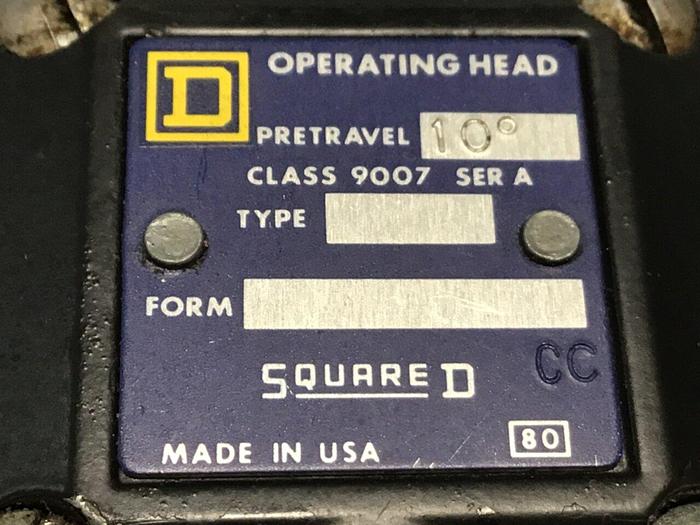 D
OPERATING HEAD
PRETRAVEL 10°
CLASS 9007 SER A
TYPE
FORM
CC
SQUARE D
MADE IN USA
80